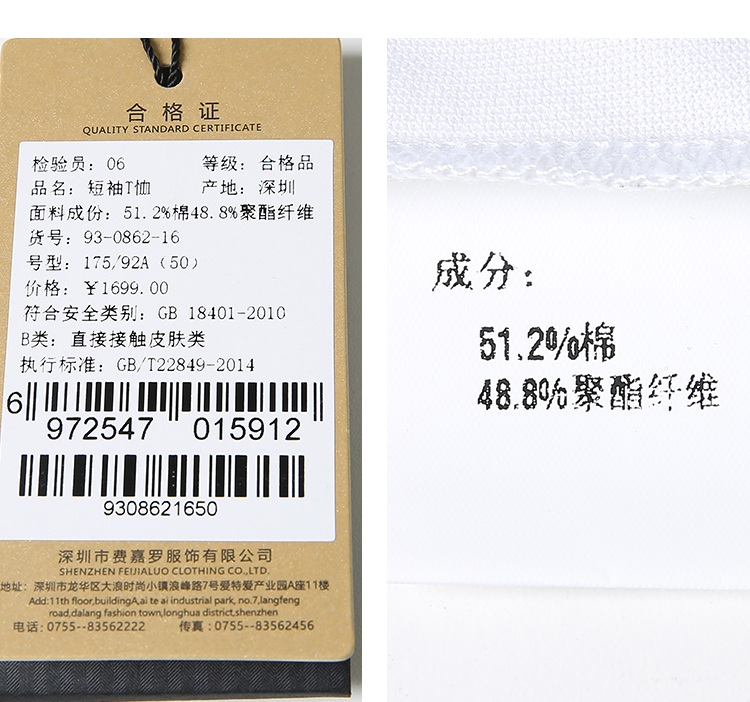 合格证
QUALITY STANDARD CERTIFICATE
检验员：06 等级：合格品
品名：短袖T恤 产地：深圳
面料成份：51.2%棉48.8%聚酯纤维
货号：93-0862-16
号型：175/92A（50）
价格：￥1699.00
符合安全类别：GB 18401-2010
B类：直接接触皮肤类
执行标准：GB/T22849-2014
6 972547 015912
9308621650
深圳市费嘉罗服饰有限公司
SHENZHEN FEIJIALUO CLOTHING CO.,LTD.
地址：深圳市龙华区大浪时尚小镇浪峰路7号爱特爱产业园A座11楼
Add:11th floor,buildingA,ai te ai industrial park, no.7,langfeng
road,dalang fashion town,longhua district,shenzhen
电话：0755--83562222 传真：0755--83562456
成分：
51.2%棉
48.8%聚酯纤维